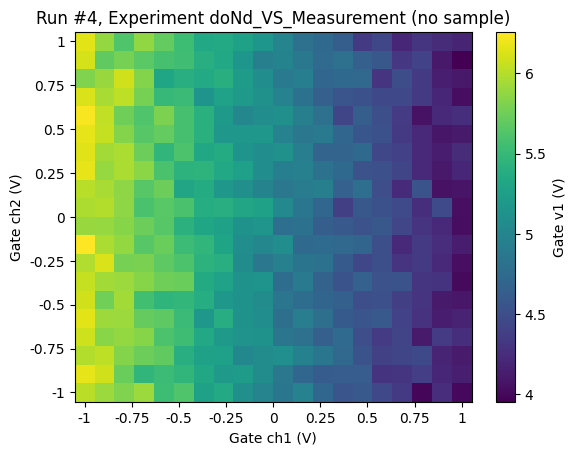 Run #4, Experiment doNd_VS_Measurement (no sample)
1
0.75
0.5
0.25
0
-0.25
-0.5
-0.75
-1
Gate ch2 (V)
-1 -0.75 -0.5 -0.25 0 0.25 0.5 0.75 1
Gate ch1 (V)
6
5.5
5
4.5
4
Gate v1 (V)